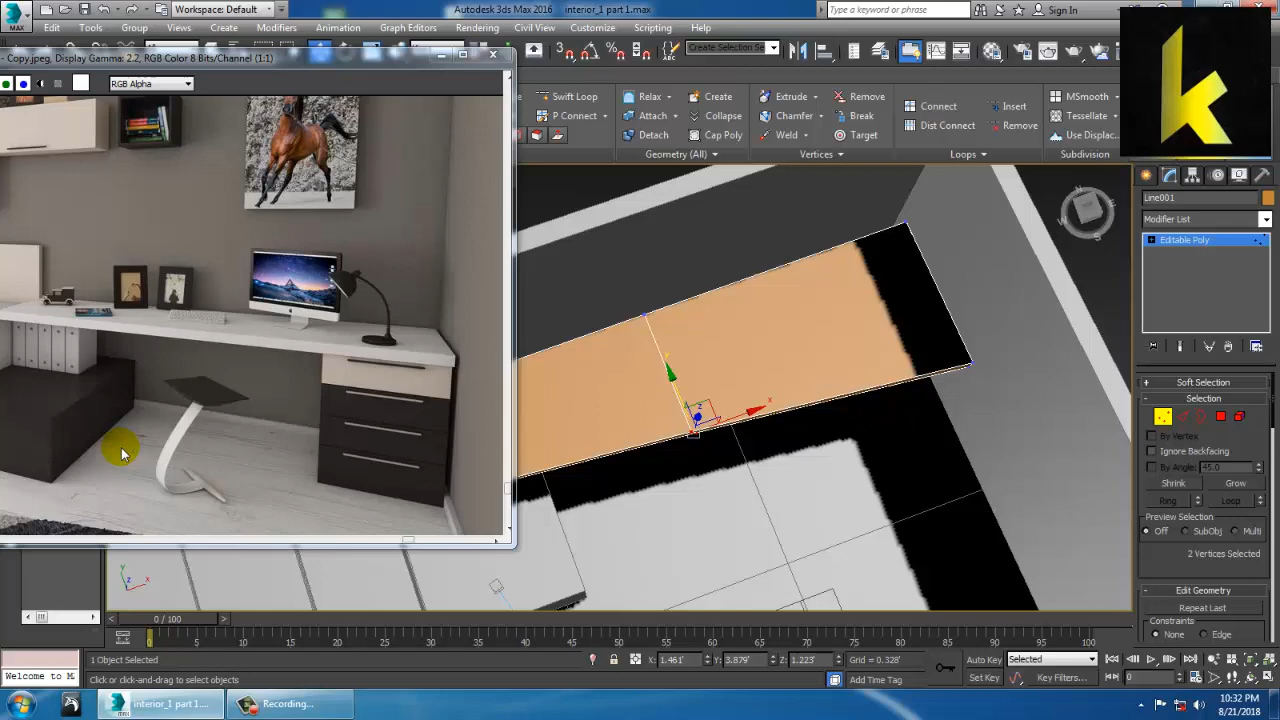 Workspace: Default
Autodesk 3ds Max 2016 interior_1 part 1.max
Type a keyword or phrase
Sign In
MAX
Edit Tools Group Views Create Modifiers Animation Graph Editors Rendering Civil View Customize Scripting Help
- Copy.jpeg, Display Gamma: 2.2, RGB Color 8 Bits/Channel (1:1)
Create Selection Se
RGB Alpha
Swift Loop Relax Create Extrude Remove Insert MSmooth
P Connect Attach Collapse Chamfer Break Connect Tessellate
Detach Cap Poly Weld Target Dist Connect Remove Use Displac...
Geometry (All) Vertices Loops Subdivision
k
Line001
Modifier List
Editable Poly
Soft Selection
Selection
By Vertex
Ignore Backfacing
By Angle: 45.0
Shrink Grow
Ring Loop
Preview Selection
Off SubObj Multi
2 Vertices Selected
Edit Geometry
Repeat Last
Constraints
None Edge
0 / 100
0 5 10 15 20 25 30 35 40 45 50 55 60 65 70 75 80 85 90 95 100
1 Object Selected X: 1.461' Y: 3.879' Z: 1.223' Grid = 0.328' Auto Key Selected
Welcome to M Click or click-and-drag to select objects Add Time Tag Set Key Key Filters... 0
interior_1 part 1.... Recording... 10:32 PM
8/21/2018